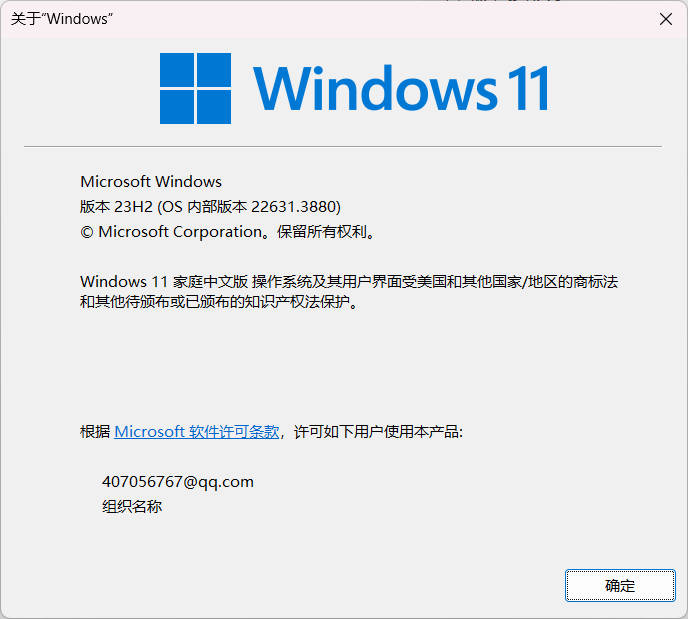 关于“Windows”
Windows 11
Microsoft Windows
版本 23H2 (OS 内部版本 22631.3880)
© Microsoft Corporation。保留所有权利。
Windows 11 家庭中文版 操作系统及其用户界面受美国和其他国家/地区的商标法
和其他待颁布或已颁布的知识产权法保护。
根据 Microsoft 软件许可条款，许可如下用户使用本产品:
407056767@qq.com
组织名称
确定